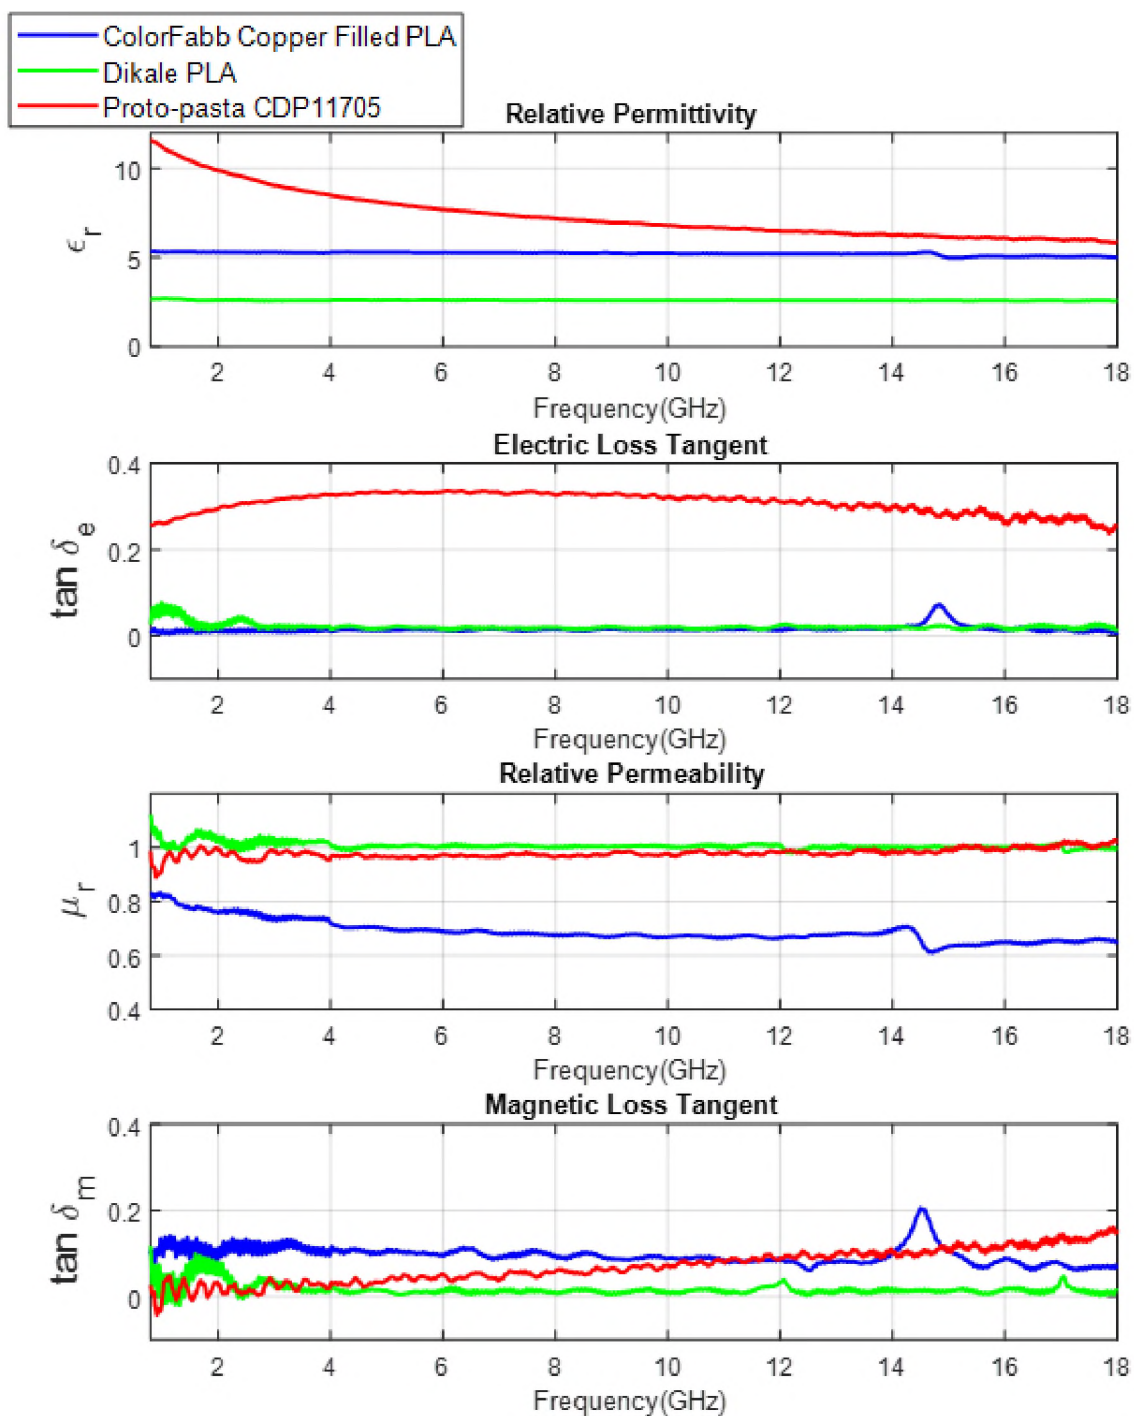 ColorFabb Copper Filled PLA
Dikale PLA
Proto-pasta CDP11705
Relative Permittivity
10
5
0
ϵr
2 4 6 8 10 12 14 16 18
Frequency(GHz)
Electric Loss Tangent
0.4
0.2
0
tan δe
2 4 6 8 10 12 14 16 18
Frequency(GHz)
Relative Permeability
1
0.8
0.6
0.4
μr
2 4 6 8 10 12 14 16 18
Frequency(GHz)
Magnetic Loss Tangent
0.4
0.2
0
tan δm
2 4 6 8 10 12 14 16 18
Frequency(GHz)